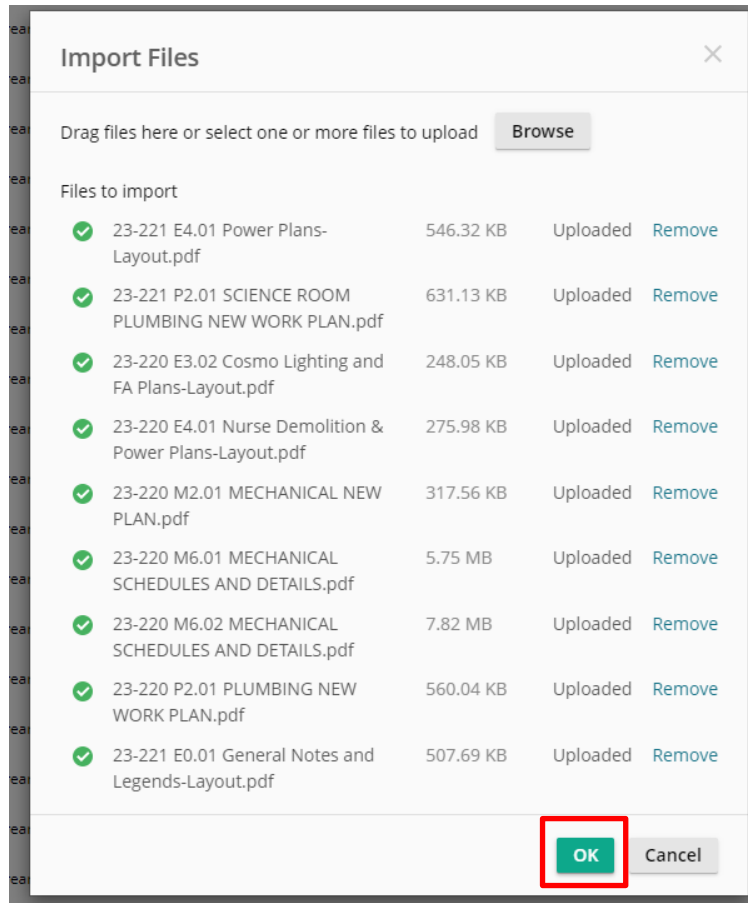 Import Files
Drag files here or select one or more files to upload Browse
Files to import
23-221 E4.01 Power Plans- 546.32 KB Uploaded Remove
Layout.pdf
23-221 P2.01 SCIENCE ROOM 631.13 KB Uploaded Remove
PLUMBING NEW WORK PLAN.pdf
23-220 E3.02 Cosmo Lighting and 248.05 KB Uploaded Remove
FA Plans-Layout.pdf
23-220 E4.01 Nurse Demolition & 275.98 KB Uploaded Remove
Power Plans-Layout.pdf
23-220 M2.01 MECHANICAL NEW 317.56 KB Uploaded Remove
PLAN.pdf
23-220 M6.01 MECHANICAL 5.75 MB Uploaded Remove
SCHEDULES AND DETAILS.pdf
23-220 M6.02 MECHANICAL 7.82 MB Uploaded Remove
SCHEDULES AND DETAILS.pdf
23-220 P2.01 PLUMBING NEW 560.04 KB Uploaded Remove
WORK PLAN.pdf
23-221 E0.01 General Notes and 507.69 KB Uploaded Remove
Legends-Layout.pdf
OK Cancel